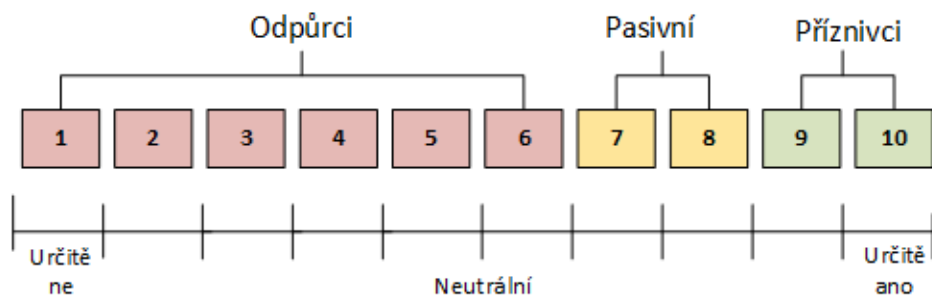 Odpůrci Pasivní Příznivci
1 2 3 4 5 6 7 8 9 10
Určitě ne
Neutrální
Určitě ano